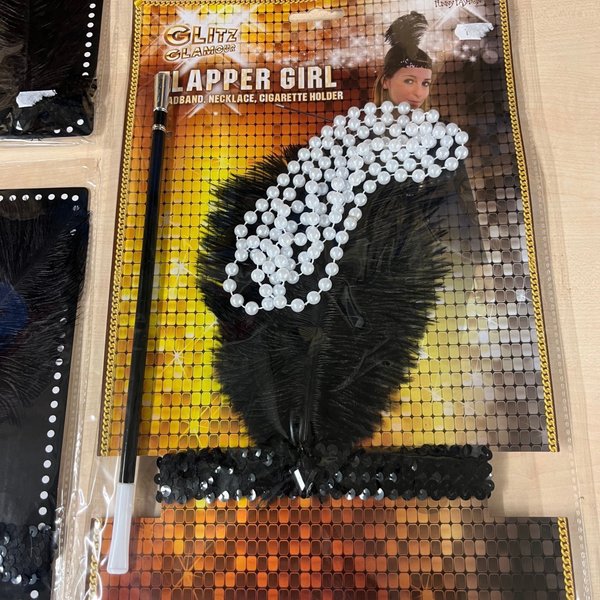 GLITZ
GLAMOUR
LAPPER GIRL
ADBAND, NECKLACE, CIGARETTE HOLDER